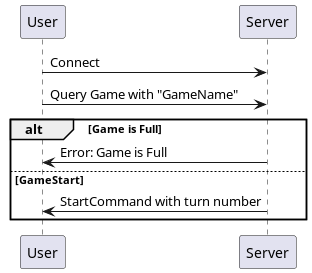 User Server
Connect
Query Game with "GameName"
alt [Game is Full]
Error: Game is Full
[GameStart]
StartCommand with turn number
User Server